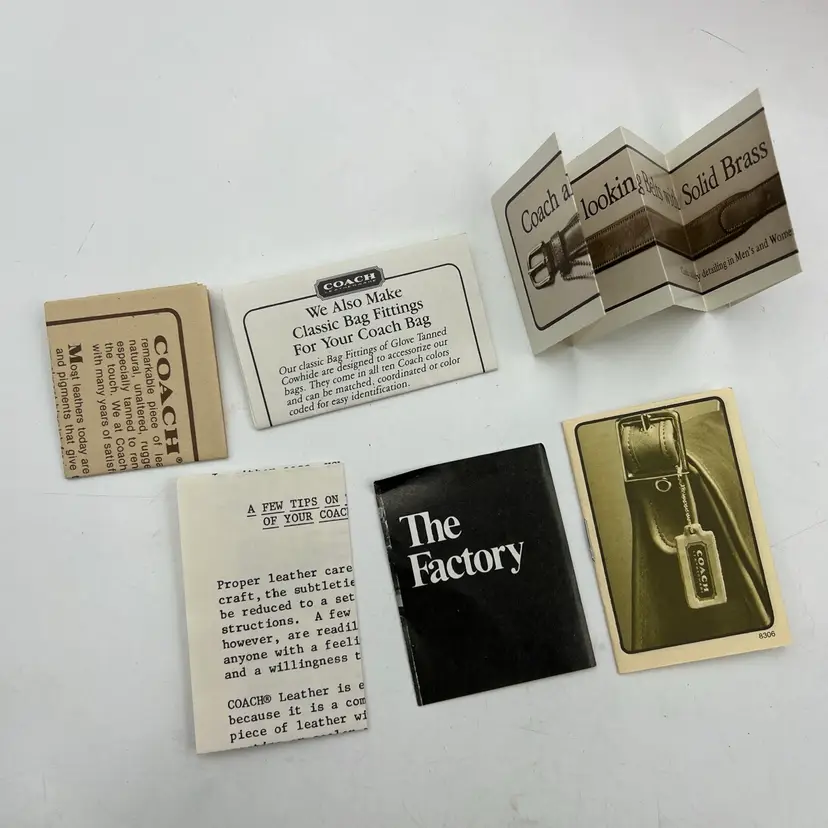 COACH®
remarkable piece of lea
natural, unaltered, rugge
especially tanned to ren
the touch. We at Coach
with many years of satisf
Most leathers today are
and pigments that give
COACH
We Also Make
Classic Bag Fittings
For Your Coach Bag
Our classic Bag Fittings of Glove Tanned
Cowhide are designed to accessorize our
bags. They come in all ten Coach colors
and can be matched, coordinated or color
coded for easy identification.
Coach a looking Belts with Solid Brass
detailing in Men's and Wome
A FEW TIPS ON
OF YOUR COAC
Proper leather care
craft, the subtletie
be reduced to a set
structions. A few
however, are readil
anyone with a feeli
and a willingness t
COACH® Leather is e
because it is a com
piece of leather wi
The
Factory
COACH
8306